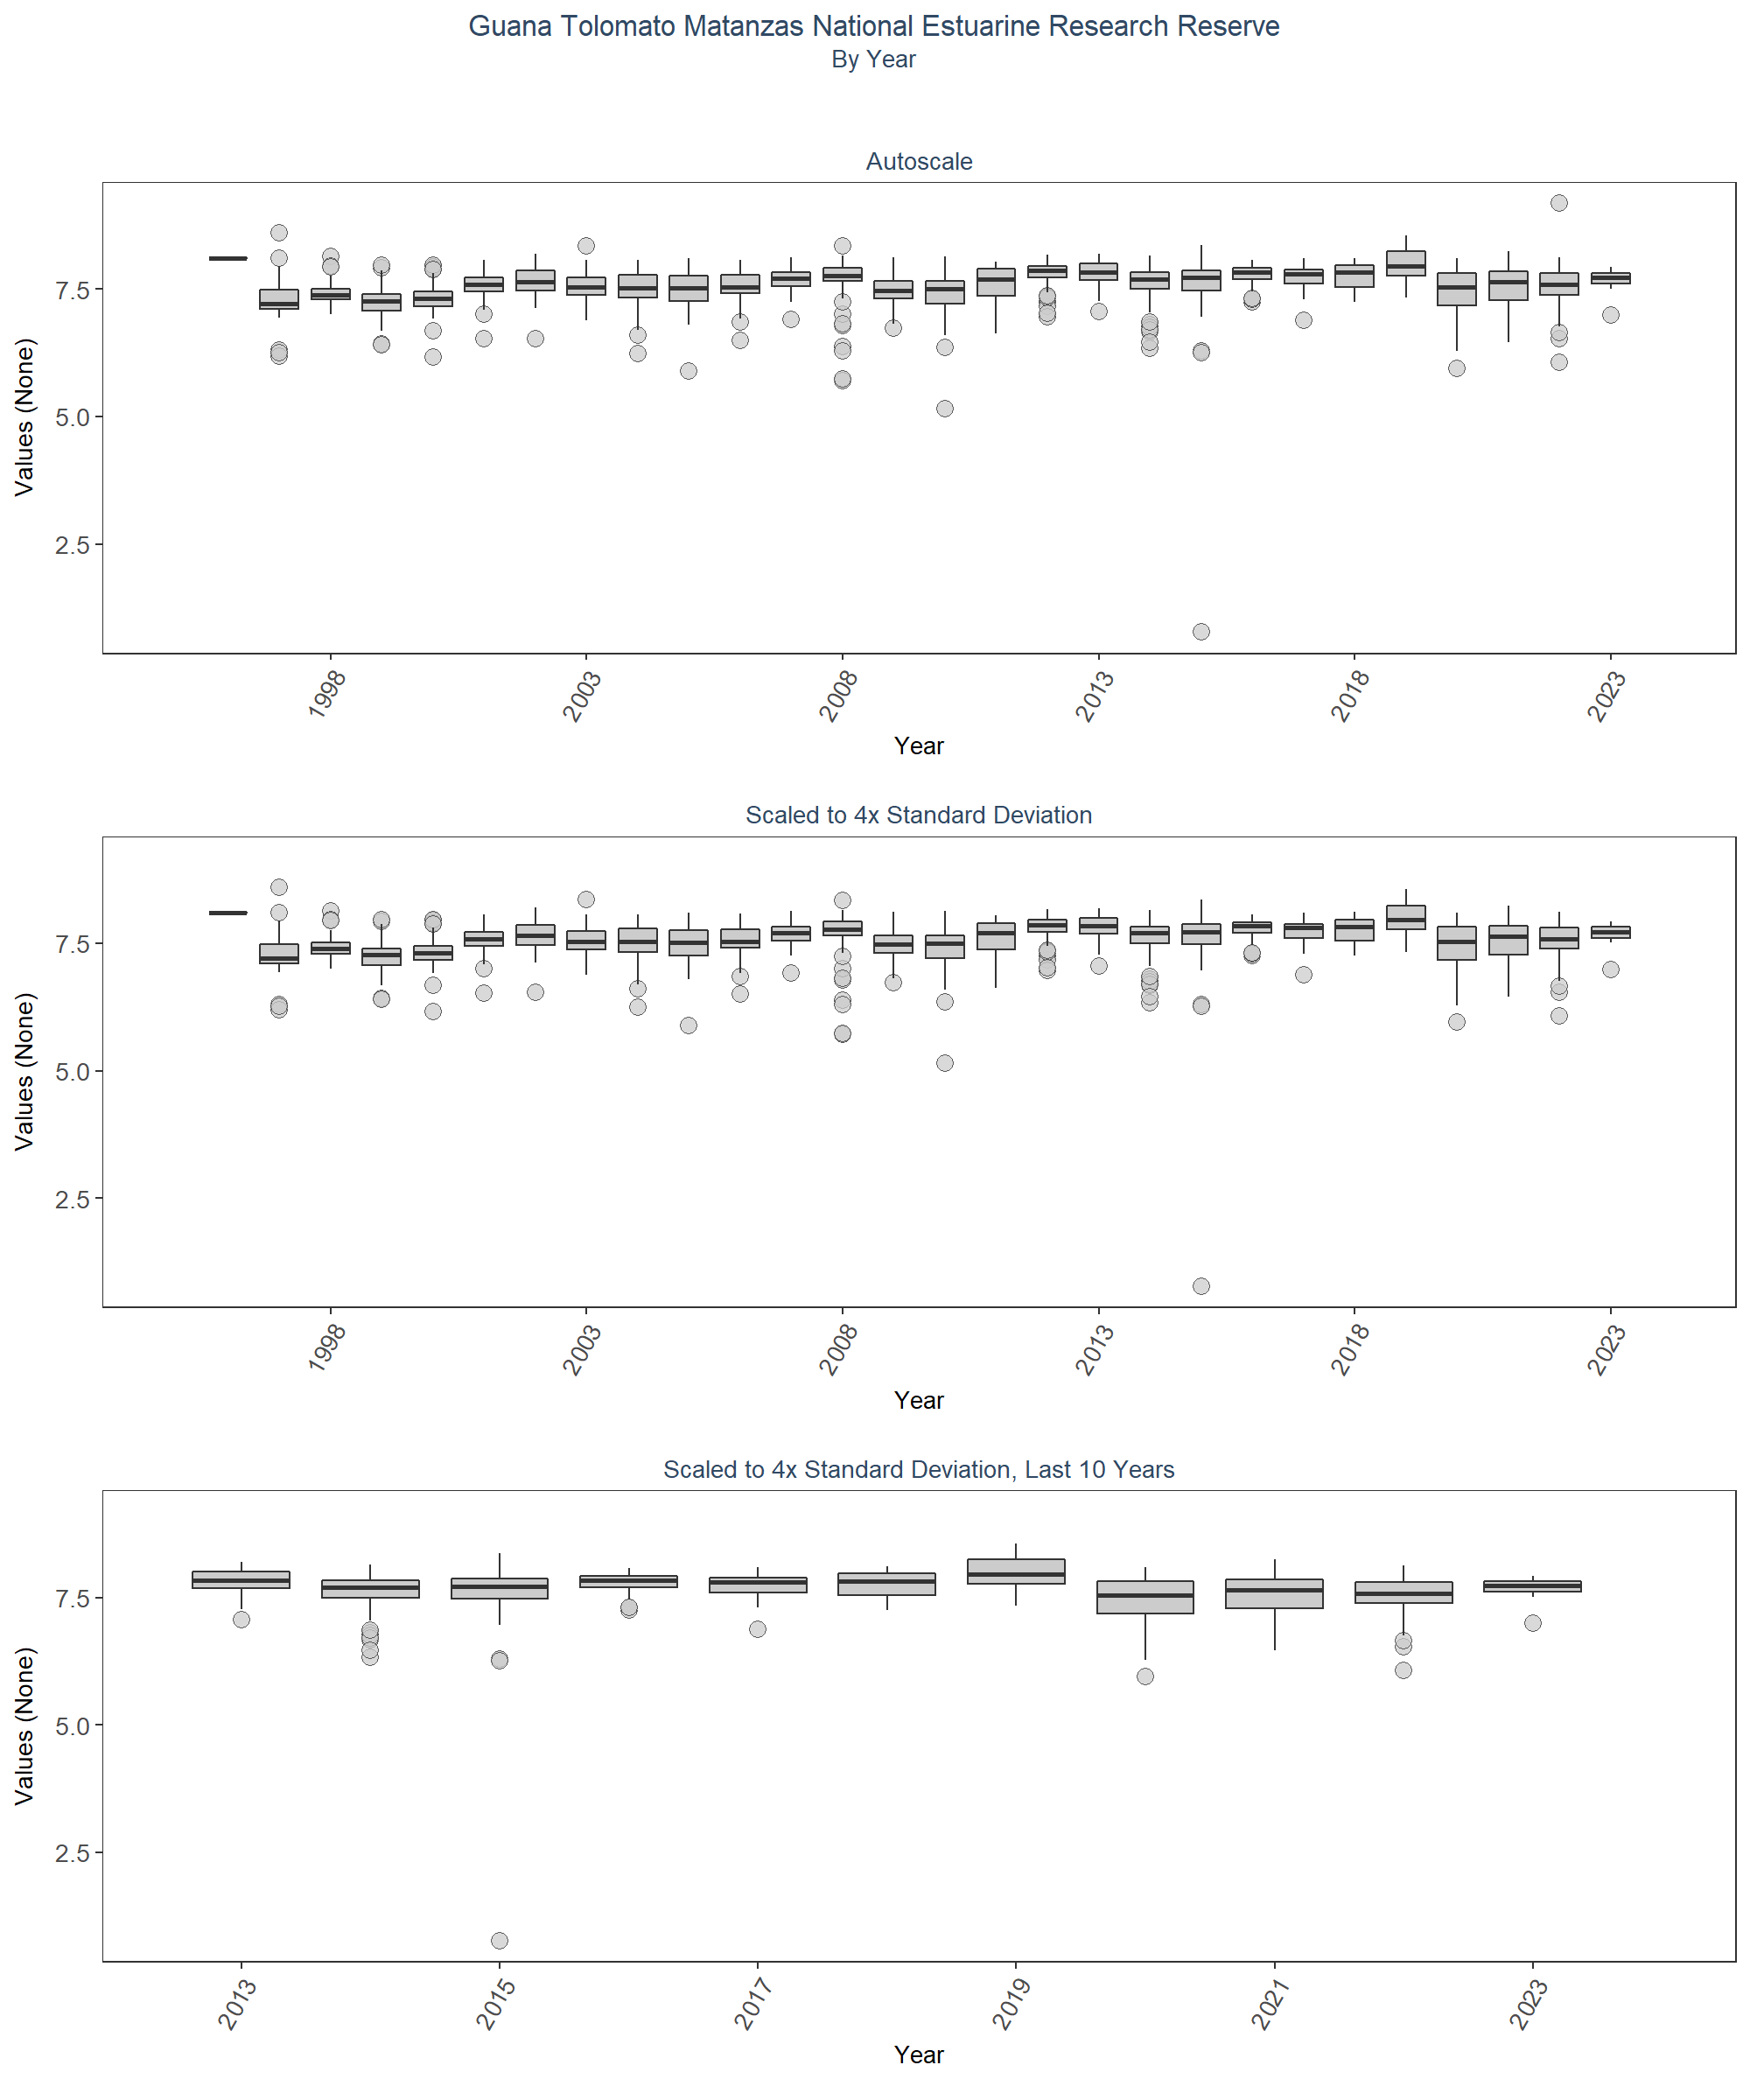 Guana Tolomato Matanzas National Estuarine Research Reserve
By Year
Autoscale
Values (None)
7.5
5.0
2.5
1998
2003
2008
2013
2018
2023
Year
Scaled to 4x Standard Deviation
Values (None)
7.5
5.0
2.5
1998
2003
2008
2013
2018
2023
Year
Scaled to 4x Standard Deviation, Last 10 Years
Values (None)
7.5
5.0
2.5
2013
2015
2017
2019
2021
2023
Year